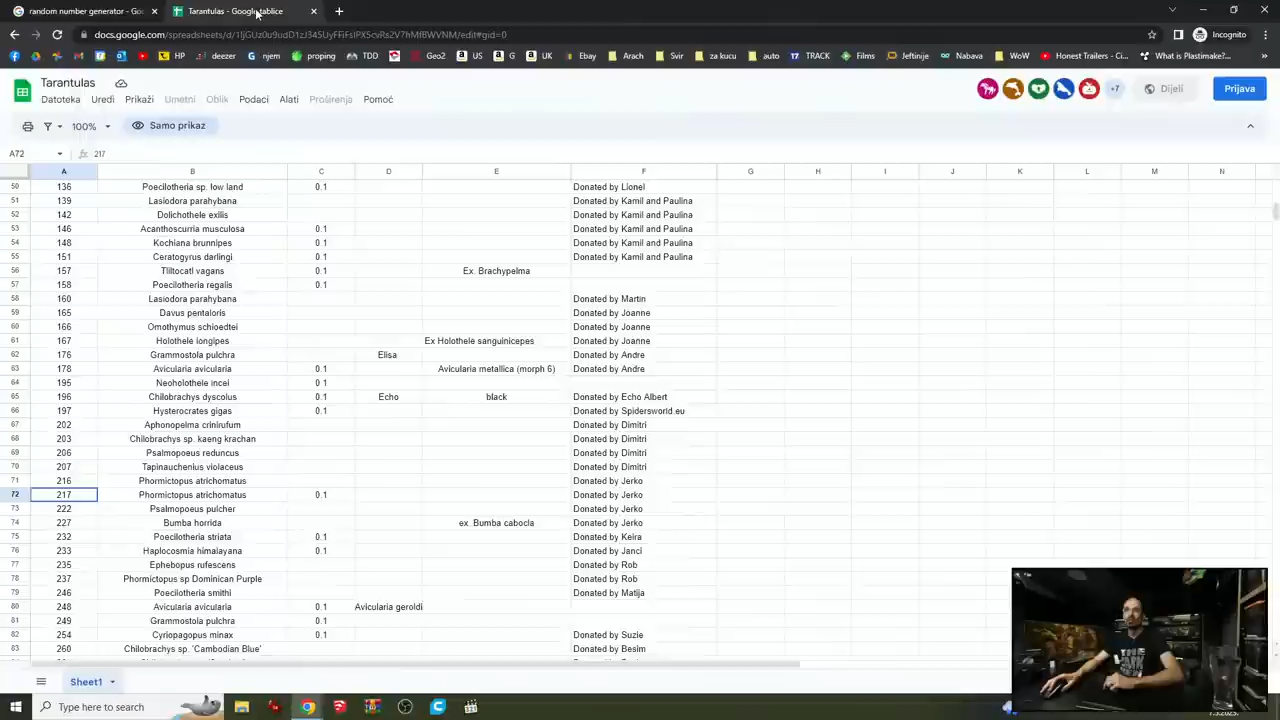 random number generator - Goo
Tarantulas - Google tablice
docs.google.com/spreadsheets/d/1ljGUz0u9udD1zJ345UyFFiFsIPX5cvRs2V7hMfBWVNM/edit#gid=0
Incognito
HP deezer njem proping TDD Geo2 US G UK Ebay Arach Svir za kucu auto TRACK Films Jeftinije Nabava WoW Honest Trailers - Ci... What is Plastimake?...
Tarantulas
Datoteka Uredi Prikaži Umetni Oblik Podaci Alati Proširenja Pomoć
+7 Dijeli Prijava
100% Samo prikaz
A72 fx 217
A B C D E F G H I J K L M N
50 136 Poecilotheria sp. low land 0.1 Donated by Lionel
51 139 Lasiodora parahybana Donated by Kamil and Paulina
52 142 Dolichothele exilis Donated by Kamil and Paulina
53 146 Acanthoscurria musculosa 0.1 Donated by Kamil and Paulina
54 148 Kochiana brunnipes 0.1 Donated by Kamil and Paulina
55 151 Ceratogyrus darlingi 0.1 Donated by Kamil and Paulina
56 157 Tliltocatl vagans 0.1 Ex. Brachypelma
57 158 Poecilotheria regalis 0.1
58 160 Lasiodora parahybana Donated by Martin
59 165 Davus pentaloris Donated by Joanne
60 166 Omothymus schioedtei Donated by Joanne
61 167 Holothele longipes Ex Holothele sanguinicepes Donated by Joanne
62 176 Grammostola pulchra Elisa Donated by Andre
63 178 Avicularia avicularia 0.1 Avicularia metallica (morph 6) Donated by Andre
64 195 Neoholothele incei 0.1
65 196 Chilobrachys dyscolus 0.1 Echo black Donated by Echo Albert
66 197 Hysterocrates gigas 0.1 Donated by Spidersworld.eu
67 202 Aphonopelma crinirufum Donated by Dimitri
68 203 Chilobrachys sp. kaeng krachan Donated by Dimitri
69 206 Psalmopoeus reduncus Donated by Dimitri
70 207 Tapinauchenius violaceus Donated by Dimitri
71 216 Phormictopus atrichomatus Donated by Jerko
72 217 Phormictopus atrichomatus 0.1 Donated by Jerko
73 222 Psalmopoeus pulcher Donated by Jerko
74 227 Bumba horrida ex. Bumba cabocla Donated by Jerko
75 232 Poecilotheria striata 0.1 Donated by Keira
76 233 Haplocosmia himalayana 0.1 Donated by Janci
77 235 Ephebopus rufescens Donated by Rob
78 237 Phormictopus sp Dominican Purple Donated by Rob
79 246 Poecilotheria smithi Donated by Matija
80 248 Avicularia avicularia 0.1 Avicularia geroldi
81 249 Grammostola pulchra 0.1
82 254 Cyriopagopus minax 0.1 Donated by Suzie
83 260 Chilobrachys sp. 'Cambodian Blue' Donated by Besim
Sheet1
Type here to search